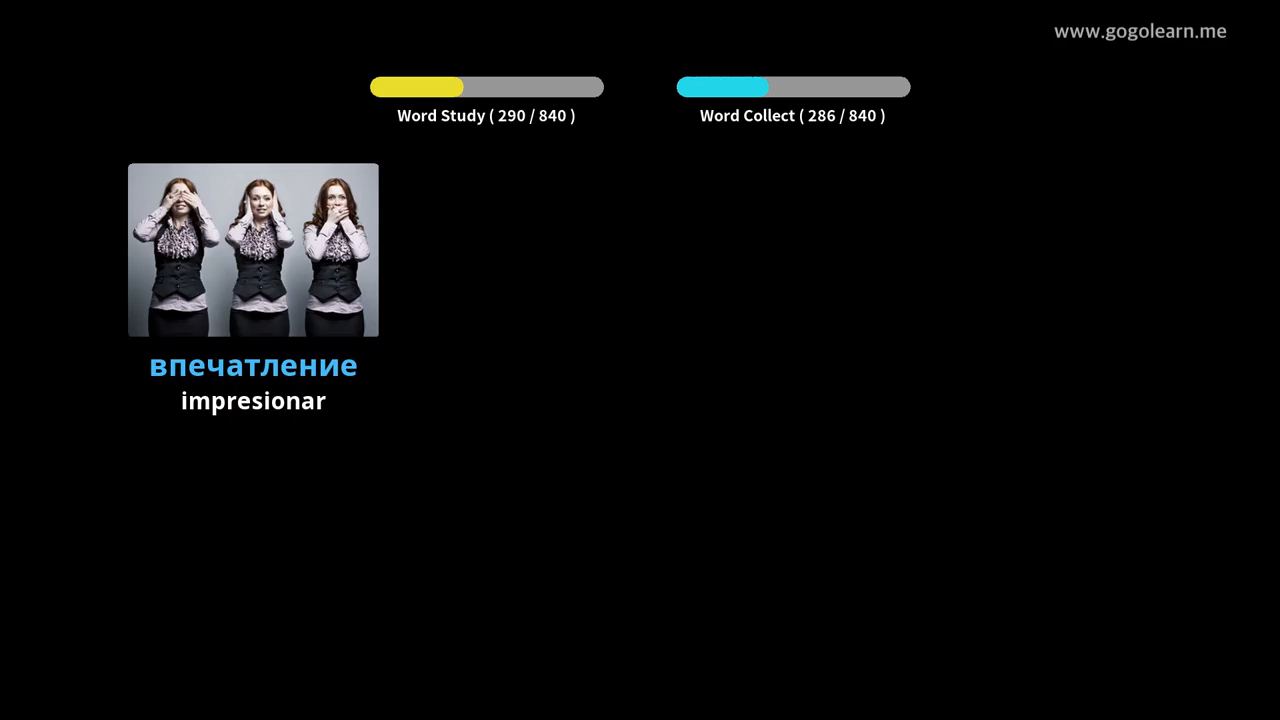 www.gogolearn.me
Word Study ( 290 / 840 )
Word Collect ( 286 / 840 )
впечатление
impresionar